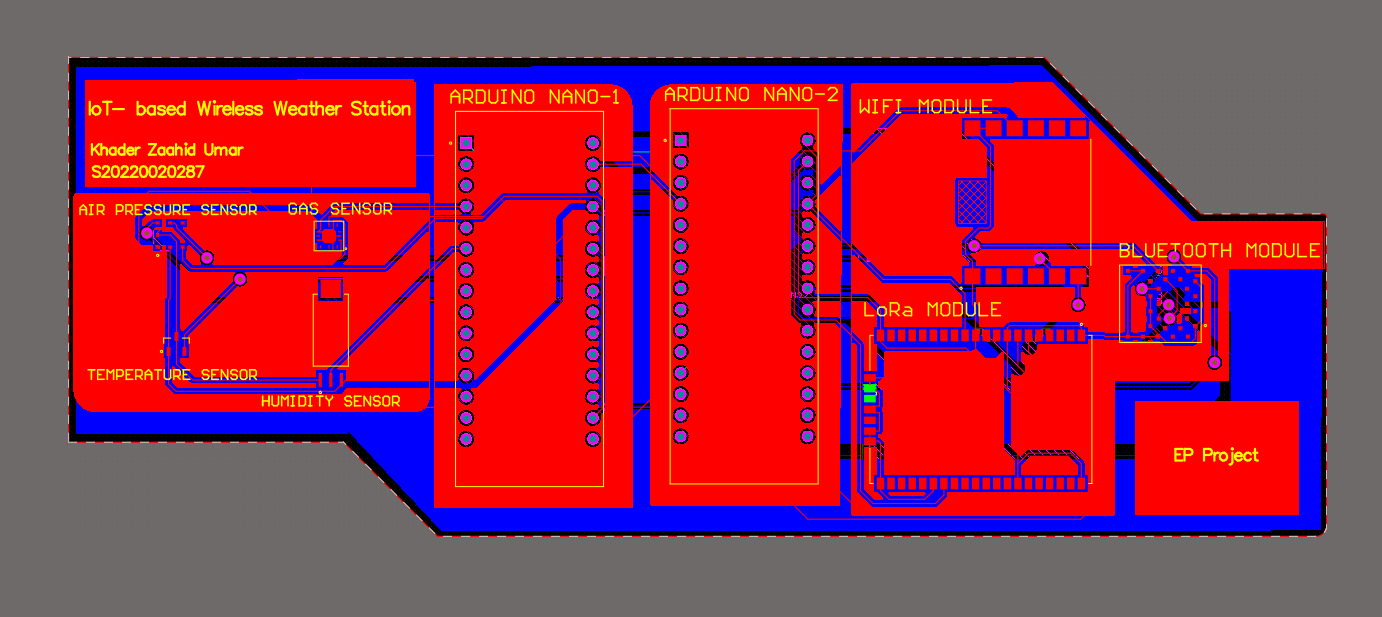 IoT- based Wireless Weather Station
Khader Zaahid Umar
S20220020287
ARDUINO NANO-1
ARDUINO NANO-2
WIFI MODULE
AIR PRESSURE SENSOR
GAS SENSOR
BLUETOOTH MODULE
LoRa MODULE
TEMPERATURE SENSOR
HUMIDITY SENSOR
EP Project